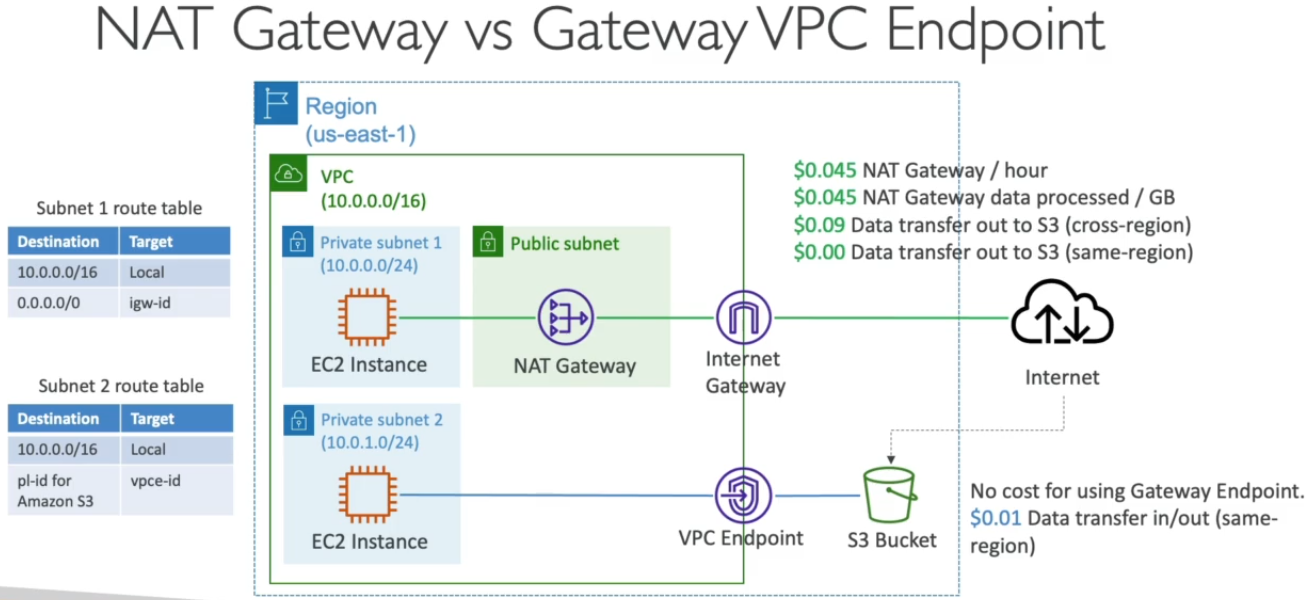 NAT Gateway vs Gateway VPC Endpoint
Region
(us-east-1)
VPC
(10.0.0.0/16)
$0.045 NAT Gateway / hour
$0.045 NAT Gateway data processed / GB
$0.09 Data transfer out to S3 (cross-region)
$0.00 Data transfer out to S3 (same-region)
Subnet 1 route table
Destination Target
10.0.0.0/16 Local
0.0.0.0/0 igw-id
Private subnet 1
(10.0.0.0/24)
EC2 Instance
Public subnet
NAT Gateway
Internet
Gateway
Internet
Subnet 2 route table
Destination Target
10.0.0.0/16 Local
pl-id for
Amazon S3
vpce-id
Private subnet 2
(10.0.1.0/24)
EC2 Instance
VPC Endpoint
S3 Bucket
No cost for using Gateway Endpoint.
$0.01 Data transfer in/out (same-
region)